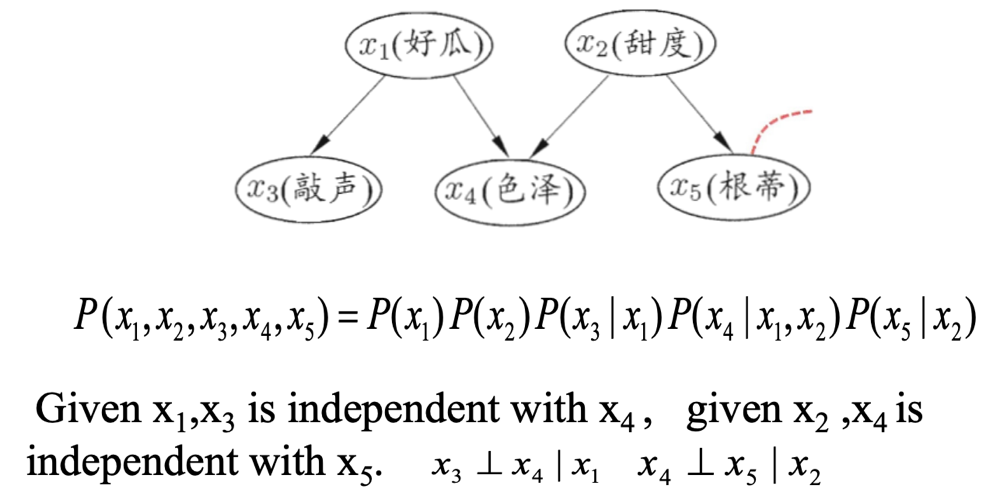 x₁(好瓜) x₂(甜度)
x₃(敲声) x₄(色泽) x₅(根蒂)
P(x₁,x₂,x₃,x₄,x₅)=P(x₁)P(x₂)P(x₃|x₁)P(x₄|x₁,x₂)P(x₅|x₂)
Given x₁,x₃ is independent with x₄, given x₂ ,x₄ is
independent with x₅. x₃ ⊥ x₄ | x₁ x₄ ⊥ x₅ | x₂